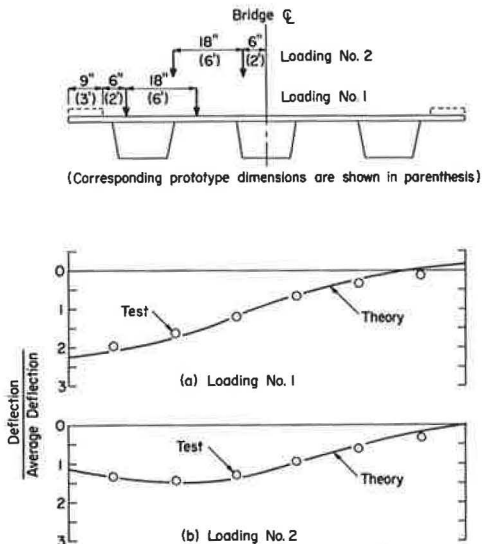 Bridge ℄
18" 6"
(6') (2') Loading No. 2
9" 6" 18"
(3') (2') (6') Loading No. 1
(Corresponding prototype dimensions are shown in parenthesis)
Deflection
Average Deflection
0
1
2
3
Test
Theory
(a) Loading No. 1
0
1
2
3
Test
Theory
(b) Loading No. 2